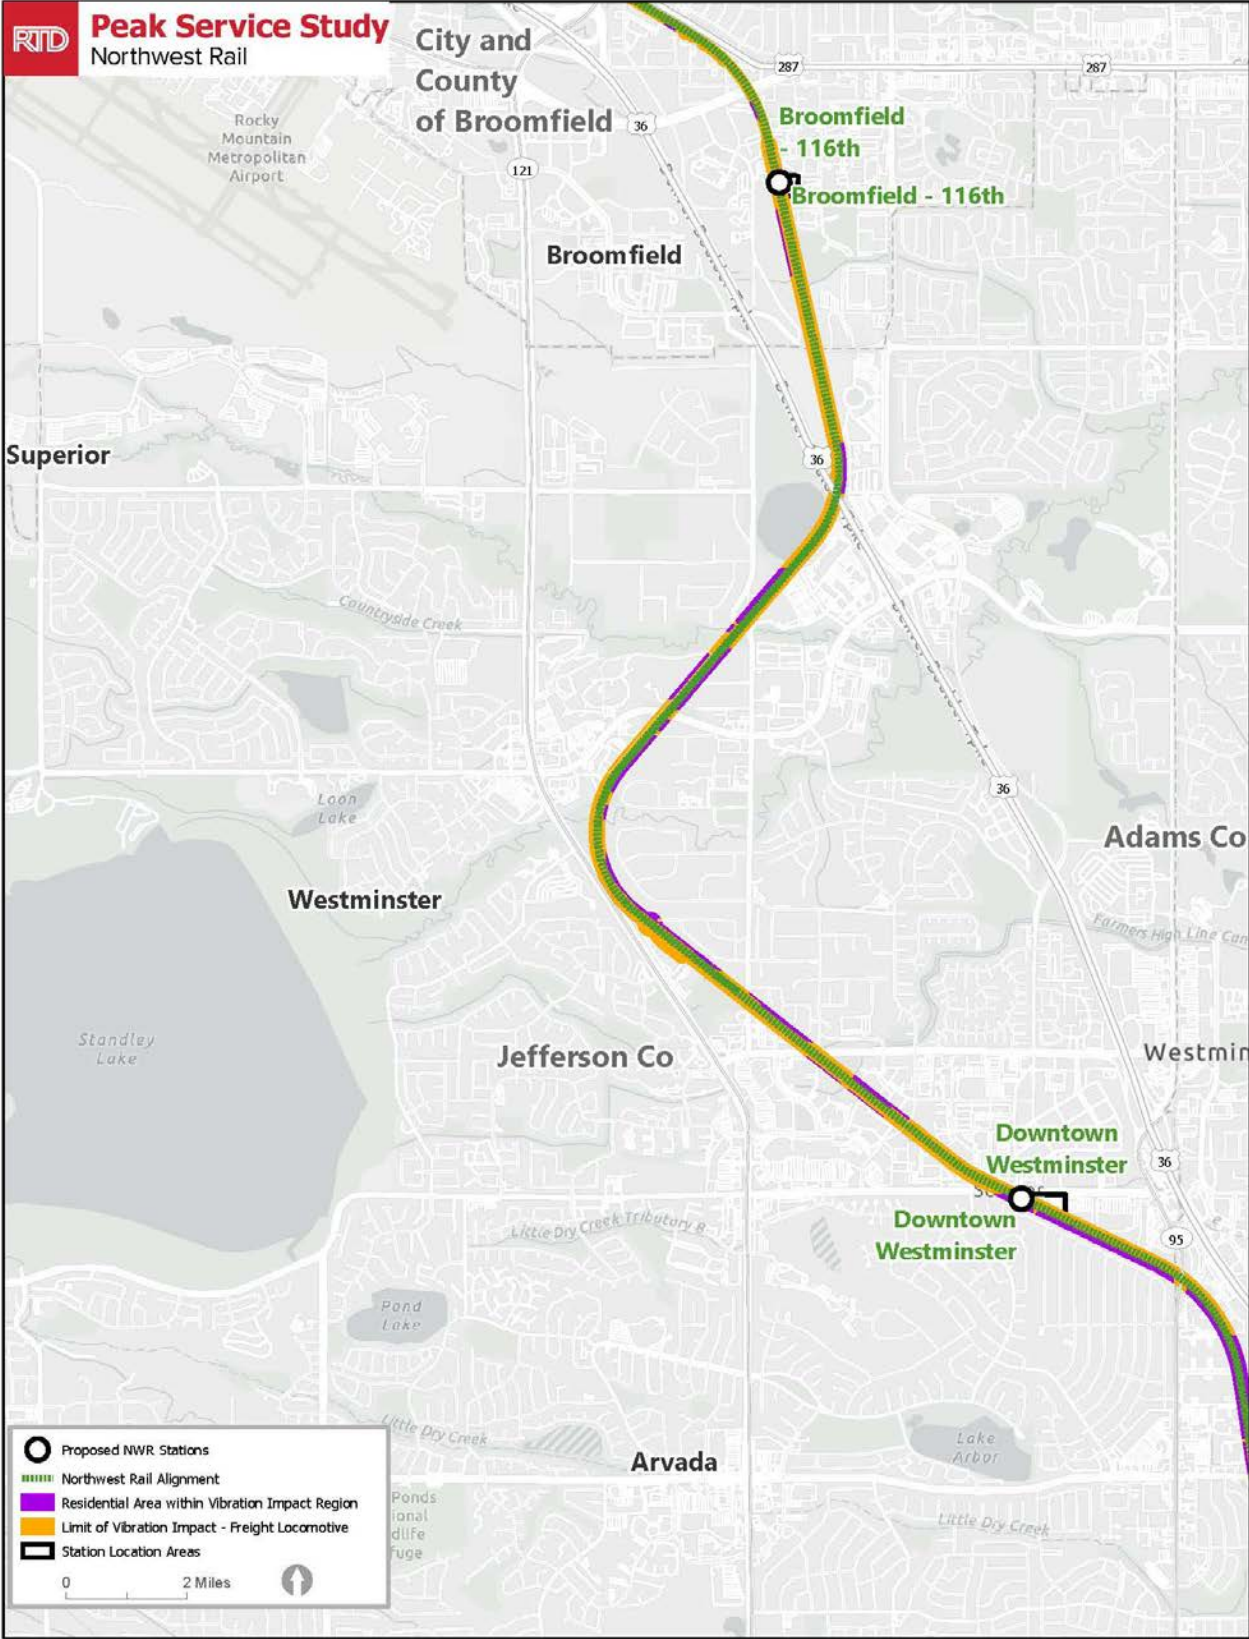 RTD
Peak Service Study
Northwest Rail
City and
County
of Broomfield
287
287
36
Rocky
Mountain
Metropolitan
Airport
121
Broomfield
- 116th
Broomfield - 116th
Broomfield
Superior
36
Countryside Creek
Loon
Lake
36
Adams Co
Westminster
Farmers High Line Can
Standley
Lake
Jefferson Co
Westmin
Downtown
Westminster
36
Downtown
Westminster
Little Dry Creek Tributary B
95
Pond
Lake
Little Dry Creek
Lake
Arbor
Arvada
Ponds
ional
dlife
fuge
Little Dry Creek
Proposed NWR Stations
Northwest Rail Alignment
Residential Area within Vibration Impact Region
Limit of Vibration Impact - Freight Locomotive
Station Location Areas
0
2 Miles